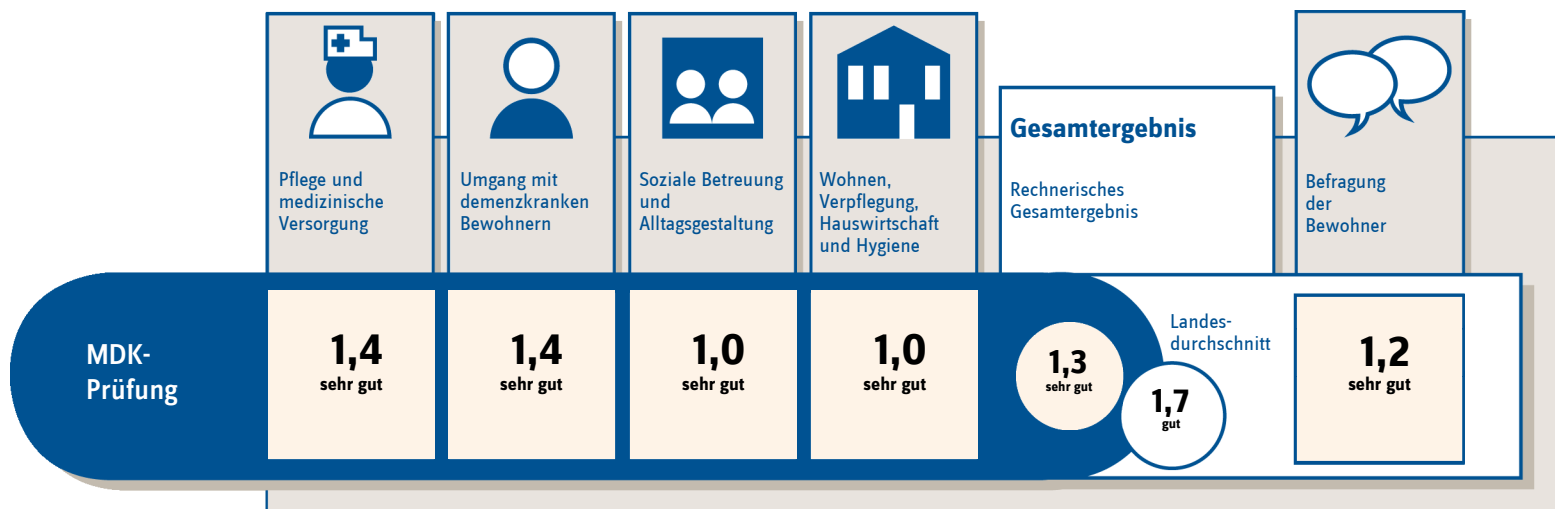 Pflege und
medizinische
Versorgung
Umgang mit
demenzkranken
Bewohnern
Soziale Betreuung
und
Alltagsgestaltung
Wohnen,
Verpflegung,
Hauswirtschaft
und Hygiene
Gesamtergebnis
Rechnerisches
Gesamtergebnis
Befragung
der
Bewohner
MDK-
Prüfung
1,4
sehr gut
1,4
sehr gut
1,0
sehr gut
1,0
sehr gut
1,3
sehr gut
Landes-
durchschnitt
1,7
gut
1,2
sehr gut